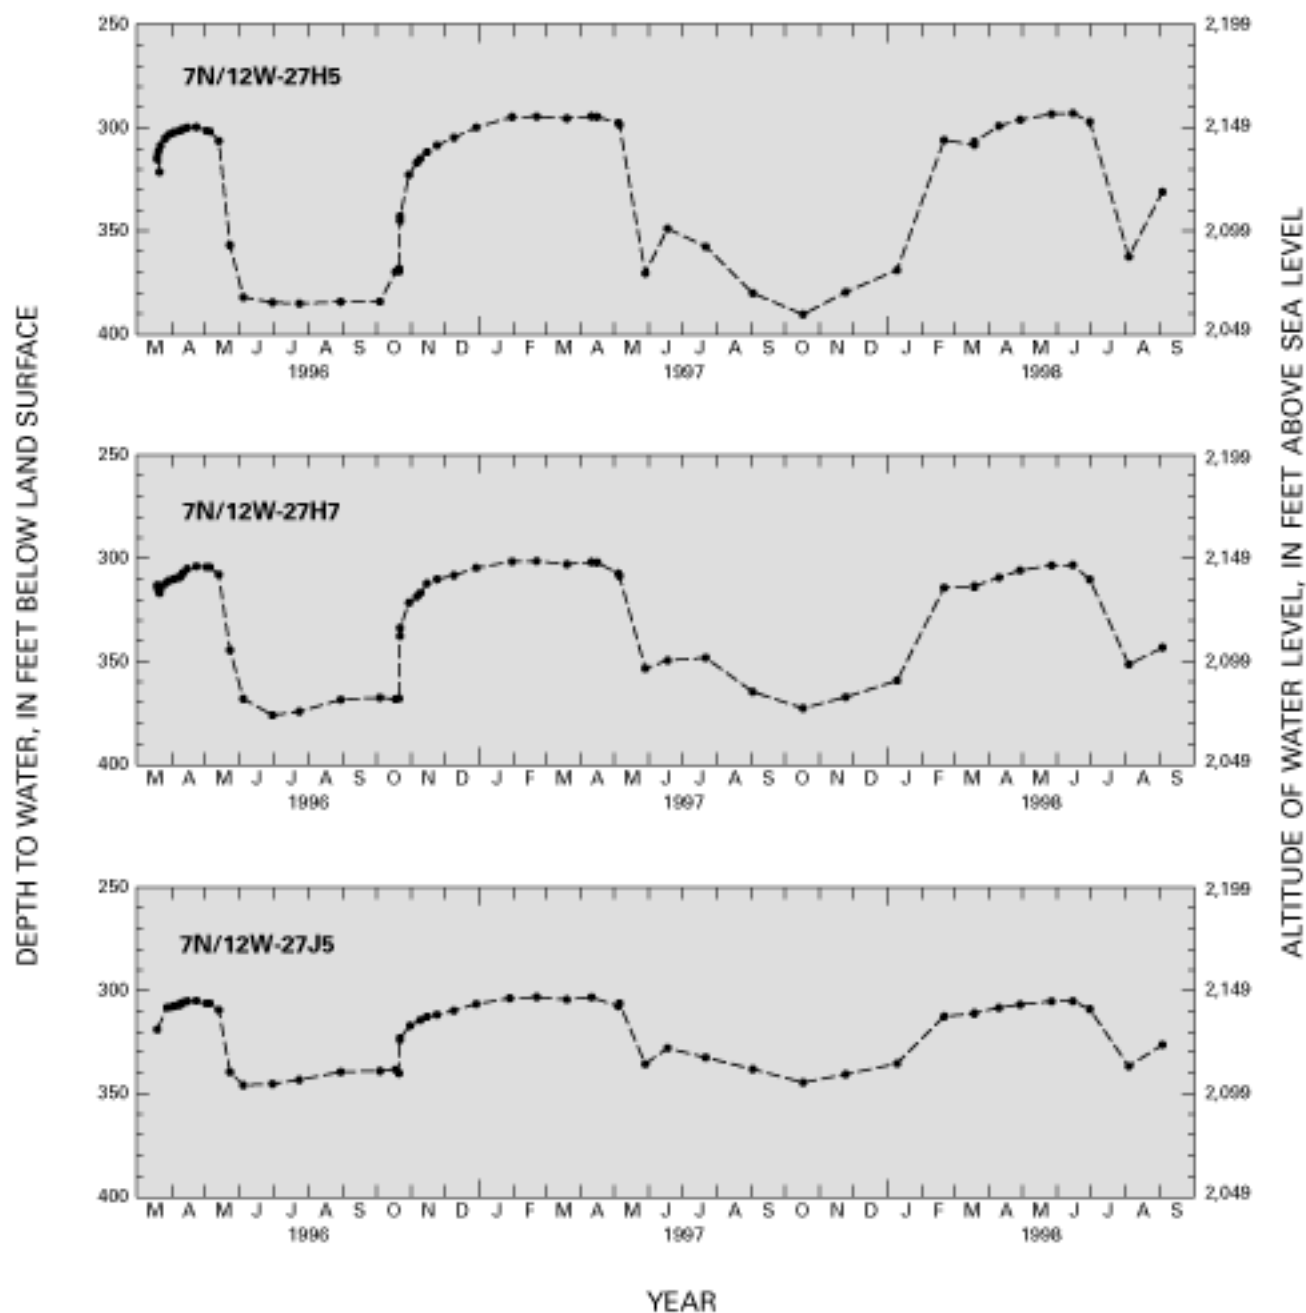 DEPTH TO WATER, IN FEET BELOW LAND SURFACE
250
300
350
400
7N/12W-27H5
2,199
2,149
2,099
2,049
M A M J J A S O N D J F M A M J J A S O N D J F M A M J J A S
1996 1997 1998
250
300
350
400
7N/12W-27H7
2,199
2,149
2,099
2,049
M A M J J A S O N D J F M A M J J A S O N D J F M A M J J A S
1996 1997 1998
250
300
350
400
7N/12W-27J5
2,199
2,149
2,099
2,049
M A M J J A S O N D J F M A M J J A S O N D J F M A M J J A S
1996 1997 1998
YEAR
ALTITUDE OF WATER LEVEL, IN FEET ABOVE SEA LEVEL